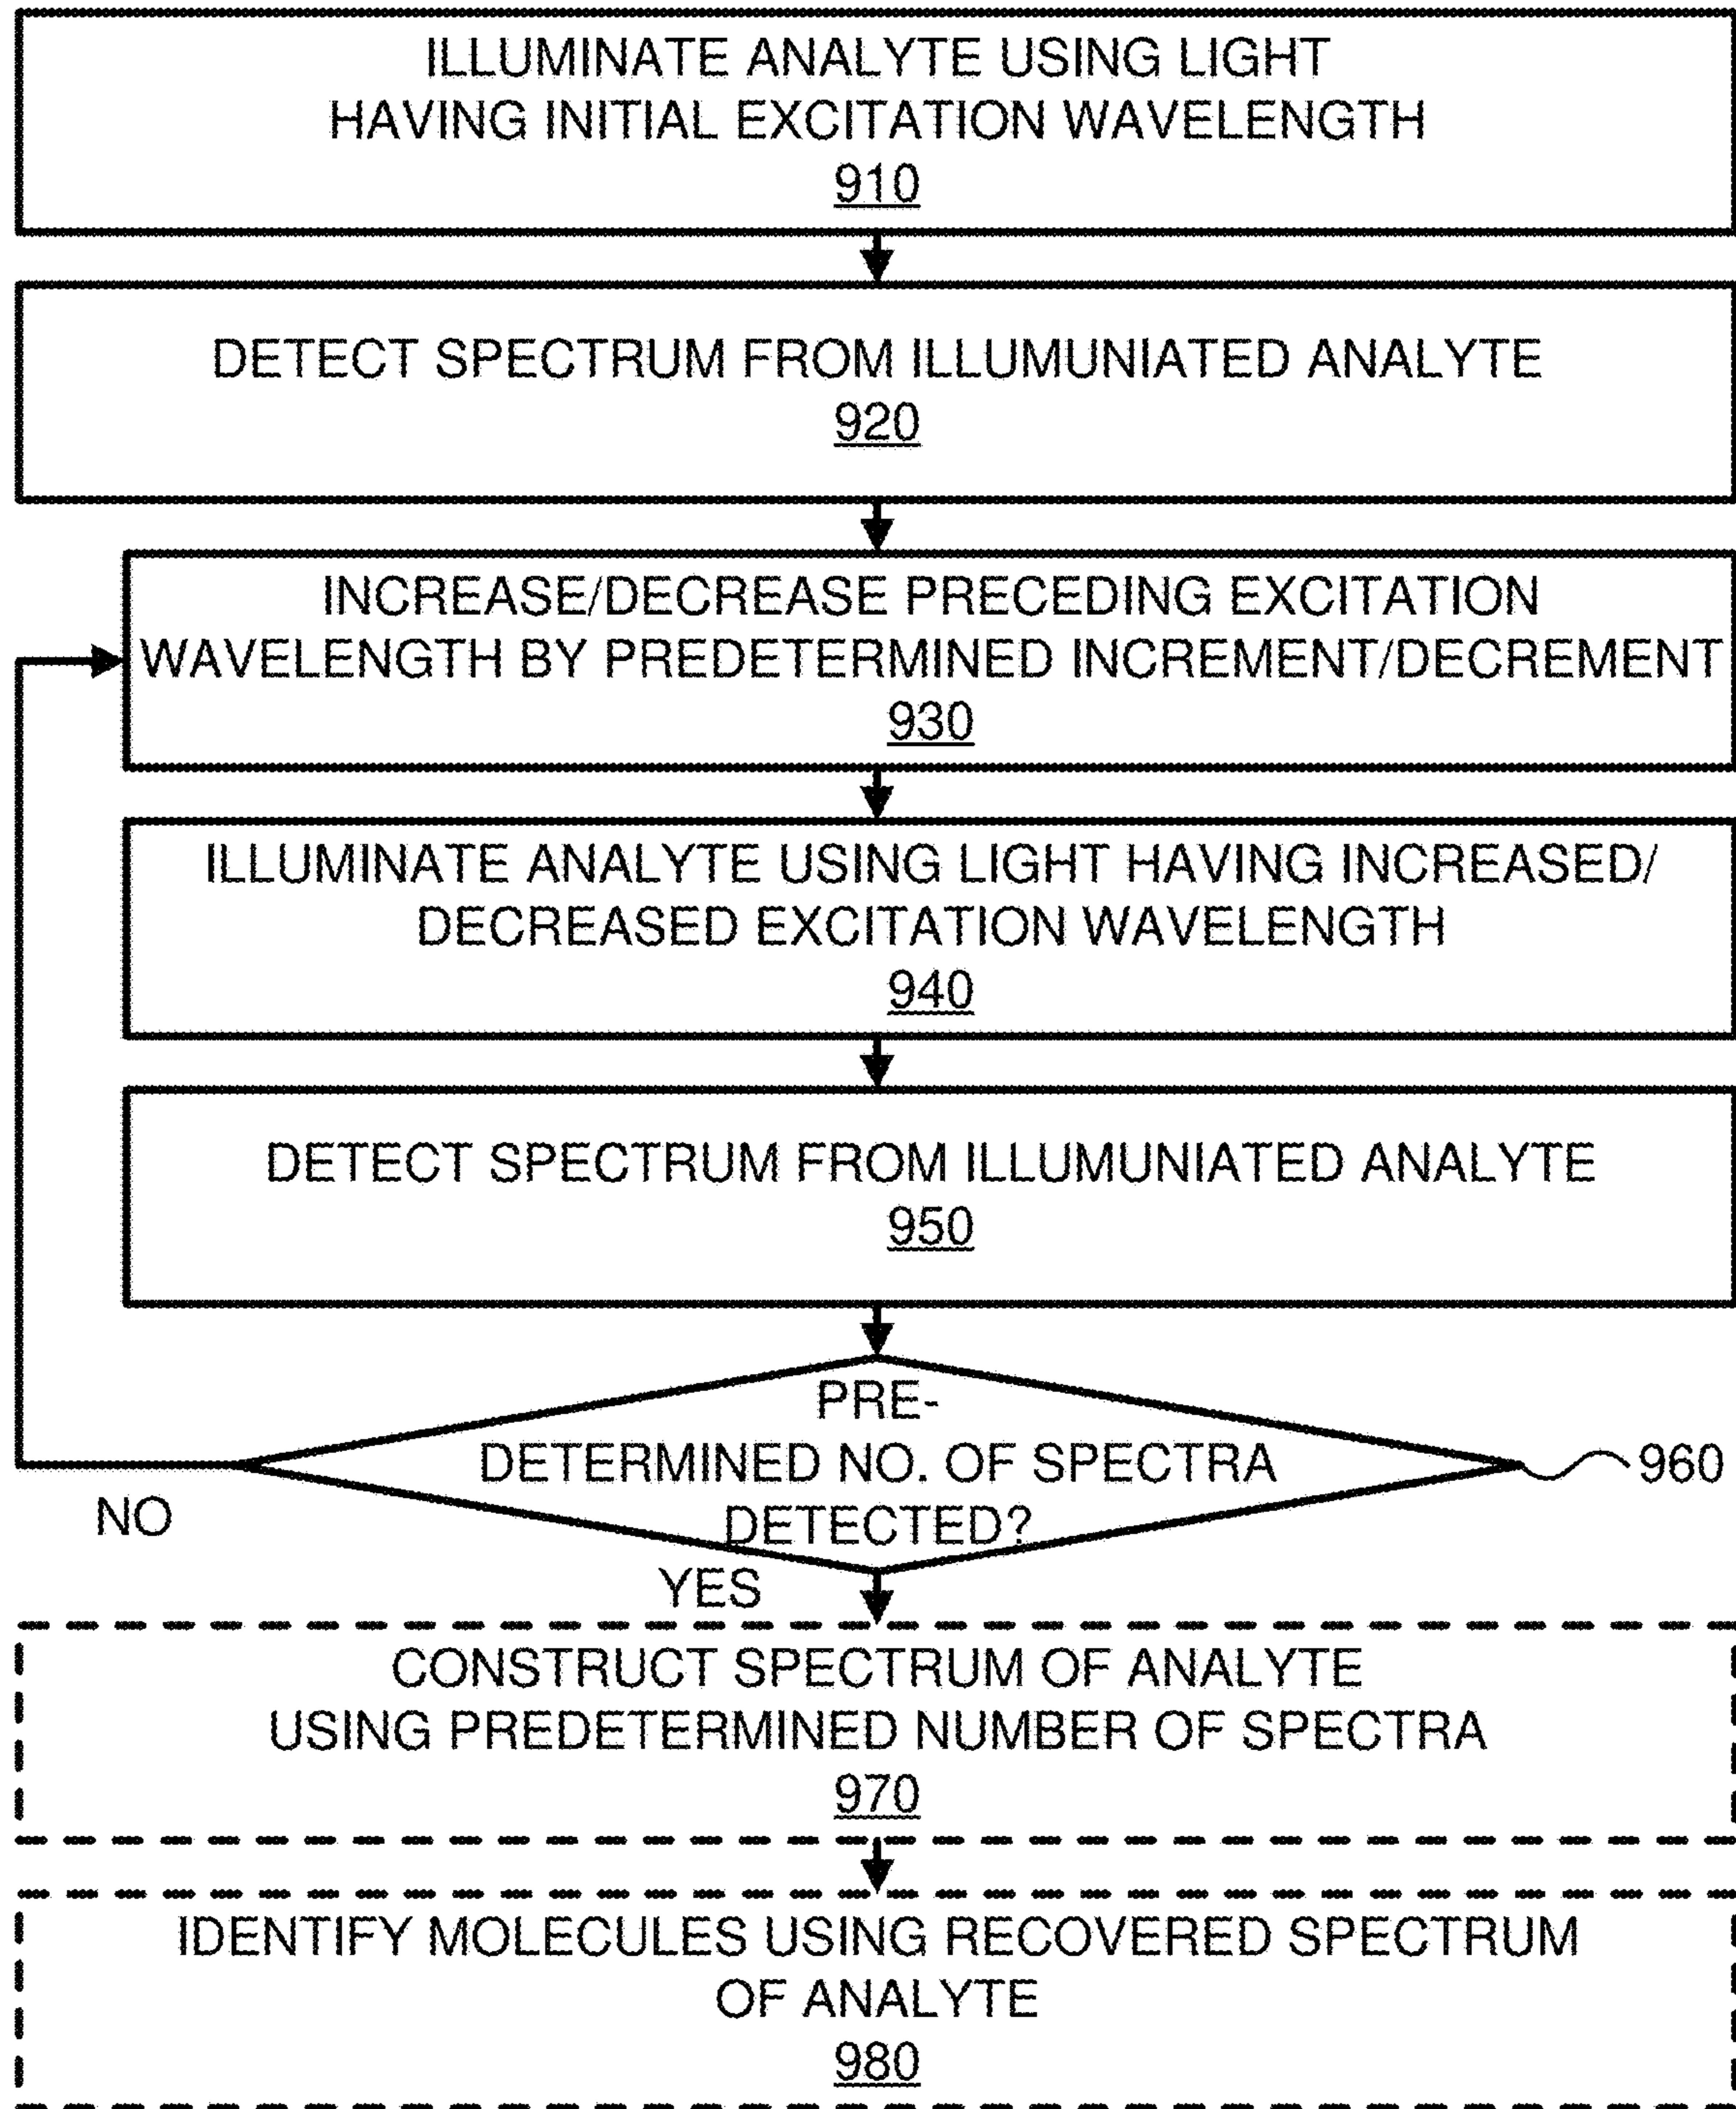 ILLUMINATE ANALYTE USING LIGHT
HAVING INITIAL EXCITATION WAVELENGTH
910
DETECT SPECTRUM FROM ILLUMUNIATED ANALYTE
920
INCREASE/DECREASE PRECEDING EXCITATION
WAVELENGTH BY PREDETERMINED INCREMENT/DECREMENT
930
ILLUMINATE ANALYTE USING LIGHT HAVING INCREASED/
DECREASED EXCITATION WAVELENGTH
940
DETECT SPECTRUM FROM ILLUMUNIATED ANALYTE
950
PRE-
DETERMINED NO. OF SPECTRA
DETECTED?
960
NO
YES
CONSTRUCT SPECTRUM OF ANALYTE
USING PREDETERMINED NUMBER OF SPECTRA
970
IDENTIFY MOLECULES USING RECOVERED SPECTRUM
OF ANALYTE
980